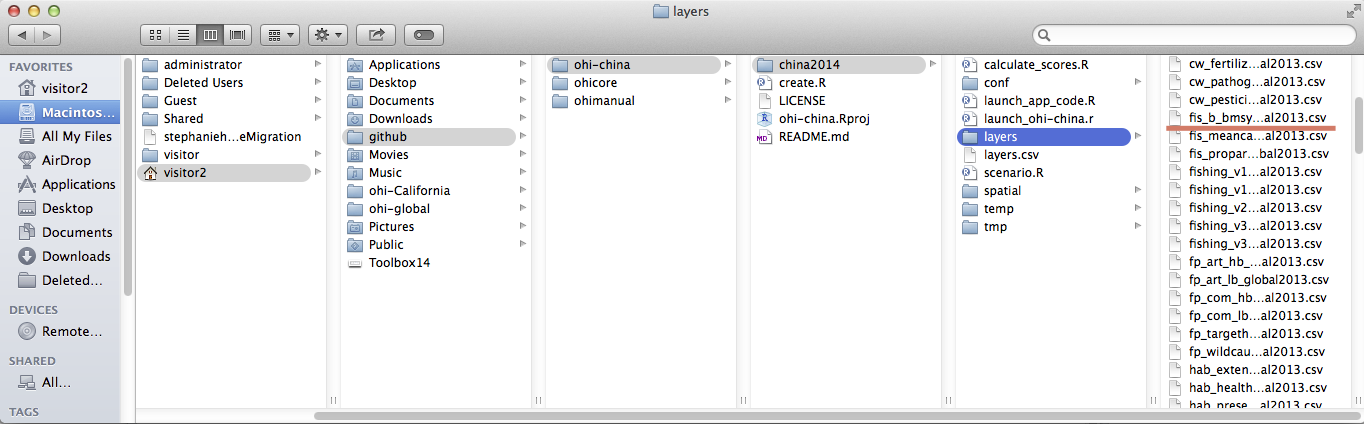 layers
FAVORITES
visitor2
Macintos...
All My Files
AirDrop
Applications
Desktop
Documents
Downloads
Deleted...
DEVICES
Remote...
SHARED
All...
TAGS
administrator
Deleted Users
Guest
Shared
stephanieh...eMigration
visitor
visitor2
Applications
Desktop
Documents
Downloads
github
Movies
Music
ohi-California
ohi-global
Pictures
Public
Toolbox14
ohi-china
ohicore
ohimanual
china2014
create.R
LICENSE
ohi-china.Rproj
README.md
calculate_scores.R
conf
launch_app_code.R
launch_ohi-china.r
layers
layers.csv
scenario.R
spatial
temp
tmp
cw_fertiliz...al2013.csv
cw_pathog...al2013.csv
cw_pestici...al2013.csv
fis_b_bmsy...al2013.csv
fis_meanca...al2013.csv
fis_propar...bal2013.csv
fishing_v1...al2013.csv
fishing_v1...al2013.csv
fishing_v2...al2013.csv
fishing_v3...al2013.csv
fishing_v3...al2013.csv
fp_art_hb_...al2013.csv
fp_art_lb_global2013.csv
fp_com_hb...al2013.csv
fp_com_lb...al2013.csv
fp_targeth...al2013.csv
fp_wildcau...al2013.csv
hab_exten...al2013.csv
hab_health...al2013.csv
hab_prese...al2013.csv